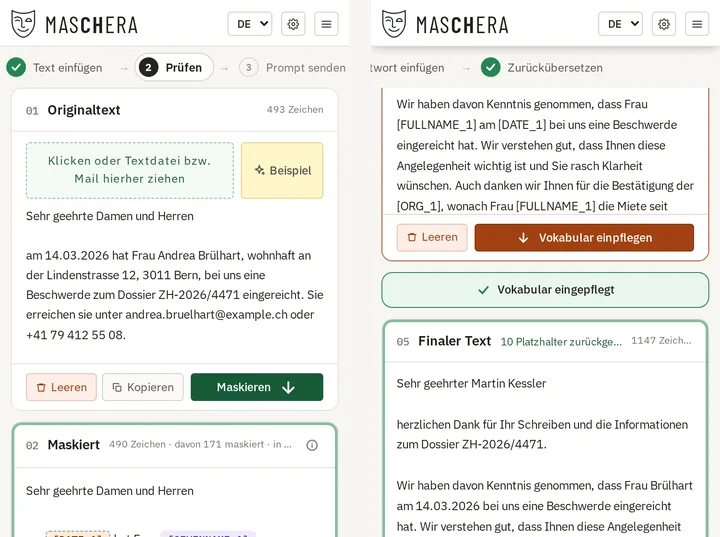 MASCHERA
DE
Text einfügen → 2 Prüfen → 3 Prompt senden
01 Originaltext 493 Zeichen
Klicken oder Textdatei bzw.
Mail hierher ziehen
Beispiel
Sehr geehrte Damen und Herren
am 14.03.2026 hat Frau Andrea Brülhart, wohnhaft an
der Lindenstrasse 12, 3011 Bern, bei uns eine
Beschwerde zum Dossier ZH-2026/4471 eingereicht. Sie
erreichen sie unter andrea.bruelhart@example.ch oder
+41 79 412 55 08.
Leeren Kopieren Maskieren
02 Maskiert 490 Zeichen · davon 171 maskiert · in ...
Sehr geehrte Damen und Herren
MASCHERA
DE
twort einfügen → Zurückübersetzen
Wir haben davon Kenntnis genommen, dass Frau
[FULLNAME_1] am [DATE_1] bei uns eine Beschwerde
eingereicht hat. Wir verstehen gut, dass Ihnen diese
Angelegenheit wichtig ist und Sie rasch Klarheit
wünschen. Auch danken wir Ihnen für die Bestätigung der
[ORG_1], wonach Frau [FULLNAME_1] die Miete seit
Leeren Vokabular einpflegen
Vokabular eingepflegt
05 Finaler Text 10 Platzhalter zurückge... 1147 Zeich...
Sehr geehrter Martin Kessler
herzlichen Dank für Ihr Schreiben und die Informationen
zum Dossier ZH-2026/4471.
Wir haben davon Kenntnis genommen, dass Frau Brülhart
am 14.03.2026 bei uns eine Beschwerde eingereicht
hat. Wir verstehen gut, dass Ihnen diese Angelegenheit